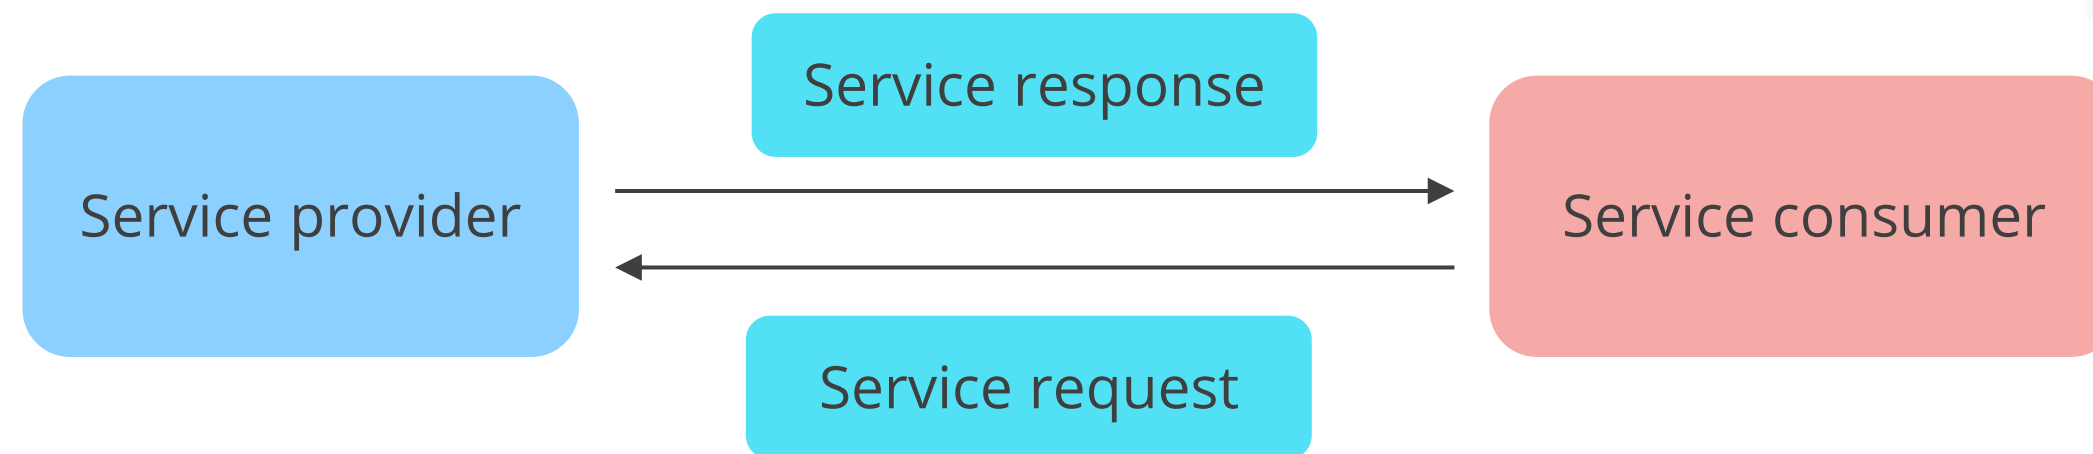 Service response
Service provider
Service consumer
Service request